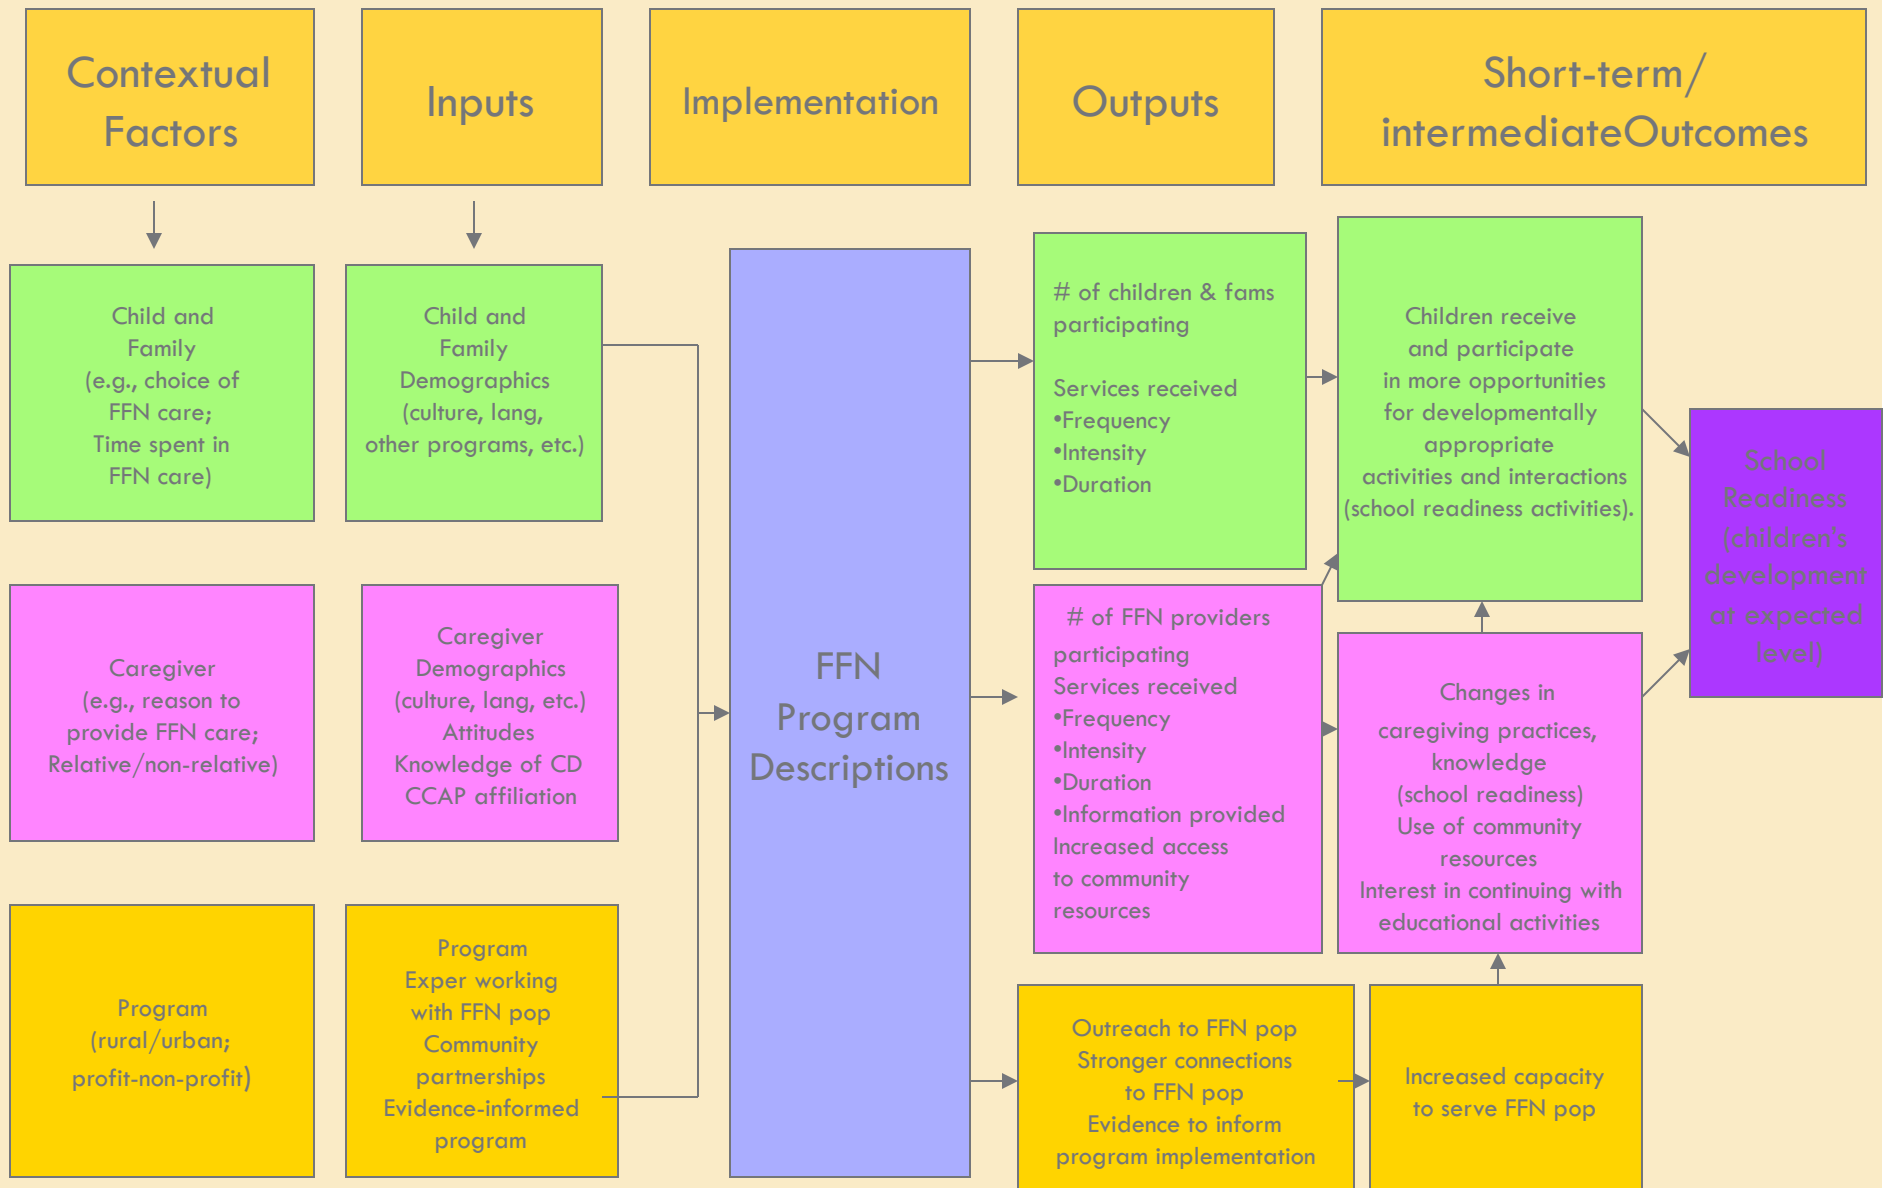 Contextual
Factors
Inputs
Implementation
Outputs
Short-term/
intermediateOutcomes
Child and
Family
(e.g., choice of
FFN care;
Time spent in
FFN care)
Child and
Family
Demographics
(culture, lang,
other programs, etc.)
# of children & fams
participating
Services received
•Frequency
•Intensity
•Duration
Children receive
and participate
in more opportunities
for developmentally
appropriate
activities and interactions
(school readiness activities).
School
Readiness
(children's
development
at expected
level)
Caregiver
(e.g., reason to
provide FFN care;
Relative/non-relative)
Caregiver
Demographics
(culture, lang, etc.)
Attitudes
Knowledge of CD
CCAP affiliation
FFN
Program
Descriptions
# of FFN providers
participating
Services received
•Frequency
•Intensity
•Duration
•Information provided
Increased access
to community
resources
Changes in
caregiving practices,
knowledge
(school readiness)
Use of community
resources
Interest in continuing with
educational activities
Program
(rural/urban;
profit-non-profit)
Program
Exper working
with FFN pop
Community
partnerships
Evidence-informed
program
Outreach to FFN pop
Stronger connections
to FFN pop
Evidence to inform
program implementation
Increased capacity
to serve FFN pop